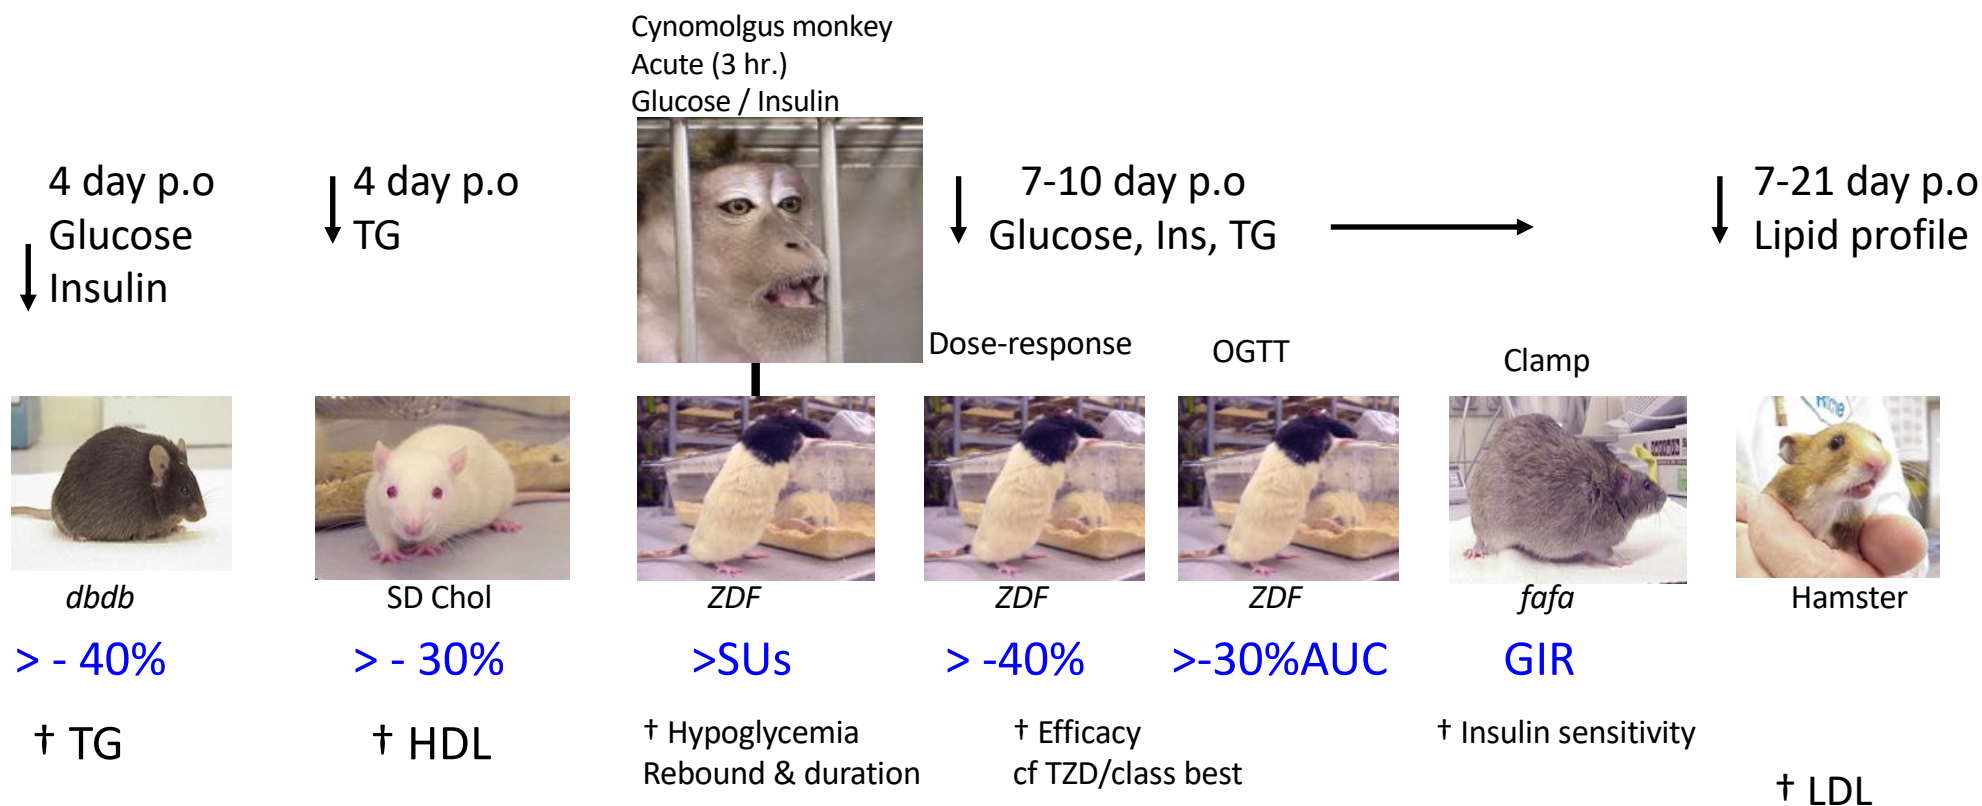 Cynomolgus monkey
Acute (3 hr.)
Glucose / Insulin
4 day p.o
Glucose
Insulin
4 day p.o
TG
7-10 day p.o
Glucose, Ins, TG
7-21 day p.o
Lipid profile
Dose-response
OGTT
Clamp
dbdb
SD Chol
ZDF
ZDF
ZDF
fafa
Hamster
> - 40%
> - 30%
>SUs
> -40%
>-30%AUC
GIR
† TG
† HDL
† Hypoglycemia
Rebound & duration
† Efficacy
cf TZD/class best
† Insulin sensitivity
† LDL